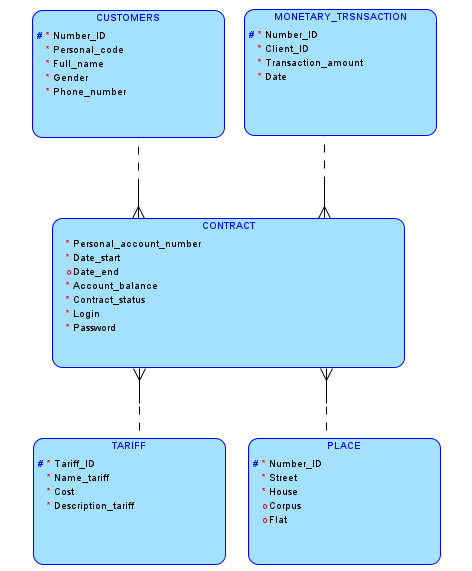 CUSTOMERS
# * Number_ID
* Personal_code
* Full_name
* Gender
* Phone_number
MONETARY_TRSNSACTION
# * Number_ID
* Client_ID
* Transaction_amount
* Date
CONTRACT
* Personal_account_number
* Date_start
o Date_end
* Account_balance
* Contract_status
* Login
* Password
TARIFF
# * Tariff_ID
* Name_tariff
* Cost
* Description_tariff
PLACE
# * Number_ID
* Street
* House
o Corpus
o Flat